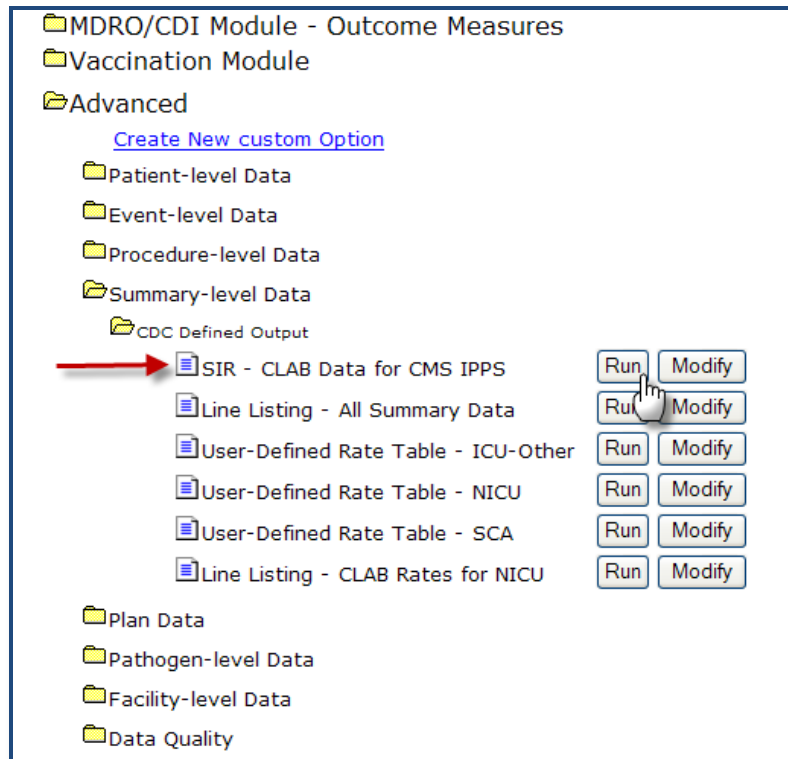 MDRO/CDI Module - Outcome Measures
Vaccination Module
Advanced
Create New custom Option
Patient-level Data
Event-level Data
Procedure-level Data
Summary-level Data
CDC Defined Output
SIR - CLAB Data for CMS IPPS Run Modify
Line Listing - All Summary Data Run Modify
User-Defined Rate Table - ICU-Other Run Modify
User-Defined Rate Table - NICU Run Modify
User-Defined Rate Table - SCA Run Modify
Line Listing - CLAB Rates for NICU Run Modify
Plan Data
Pathogen-level Data
Facility-level Data
Data Quality